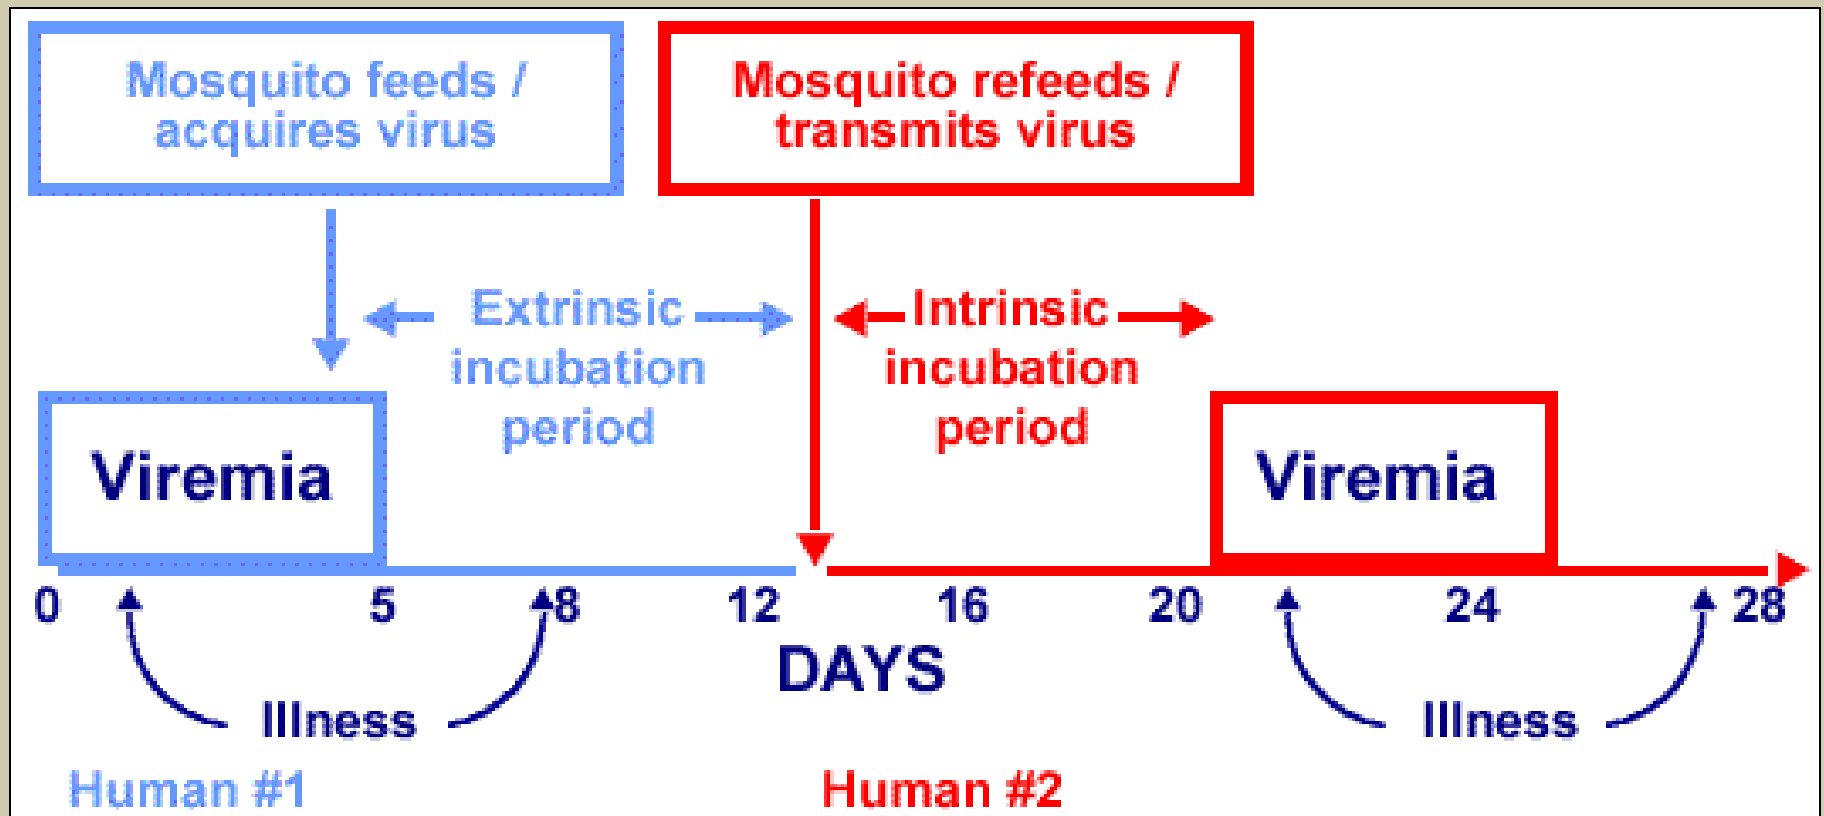 Mosquito feeds /
acquires virus
Mosquito refeeds /
transmits virus
Extrinsic
incubation
period
Intrinsic
incubation
period
Viremia
Viremia
0 5 8 12 16 20 24 28
DAYS
Illness
Illness
Human #1
Human #2